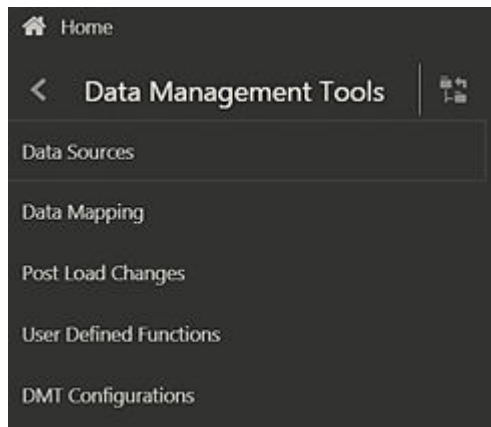 Home
Data Management Tools
Data Sources
Data Mapping
Post Load Changes
User Defined Functions
DMT Configurations